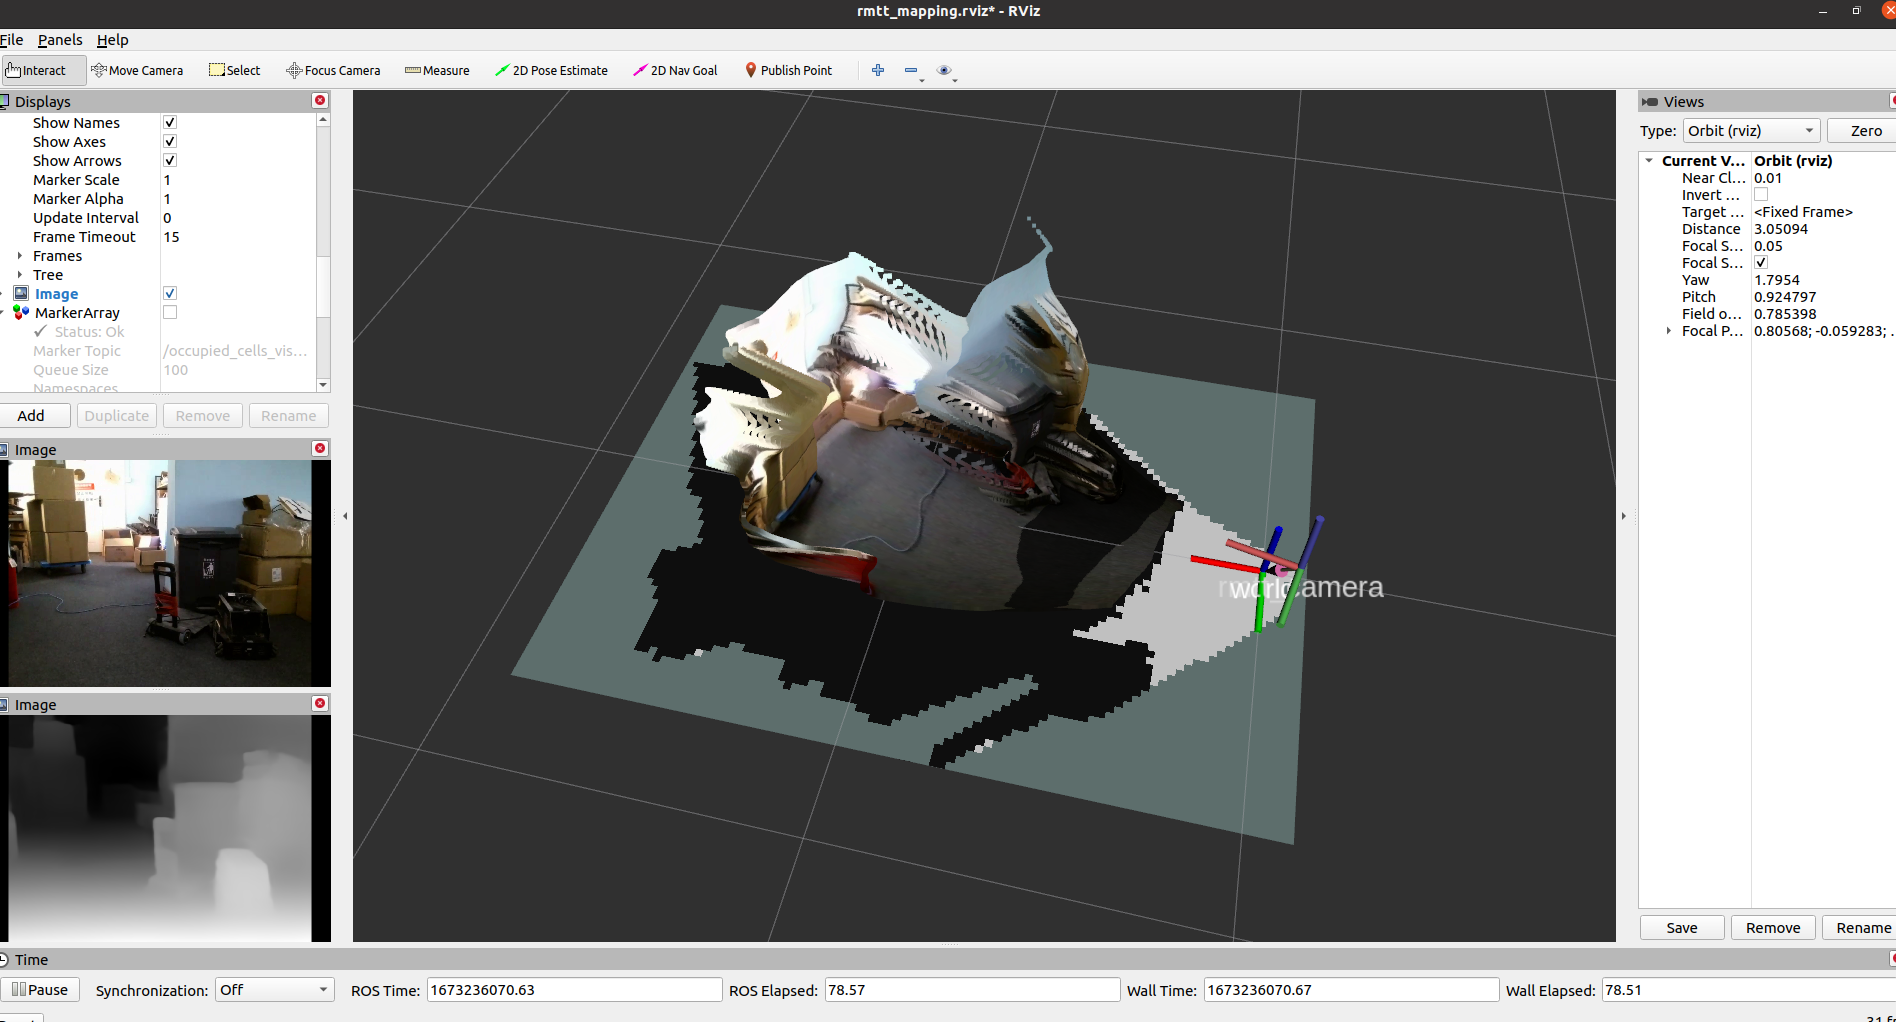 rmtt_mapping.rviz* - RViz
File Panels Help
Interact Move Camera Select Focus Camera Measure 2D Pose Estimate 2D Nav Goal Publish Point
Displays
Show Names
Show Axes
Show Arrows
Marker Scale 1
Marker Alpha 1
Update Interval 0
Frame Timeout 15
Frames
Tree
Image
MarkerArray
Status: Ok
Marker Topic /occupied_cells_vis...
Queue Size 100
Namespaces
Add Duplicate Remove Rename
Image
Image
world
camera
Views
Type: Orbit (rviz) Zero
Current V... Orbit (rviz)
Near Cl... 0.01
Invert ...
Target ... <Fixed Frame>
Distance 3.05094
Focal S... 0.05
Focal S...
Yaw 1.7954
Pitch 0.924797
Field o... 0.785398
Focal P... 0.80568; -0.059283; .
Save Remove Rename
Time
Pause Synchronization: Off ROS Time: 1673236070.63 ROS Elapsed: 78.57 Wall Time: 1673236070.67 Wall Elapsed: 78.51